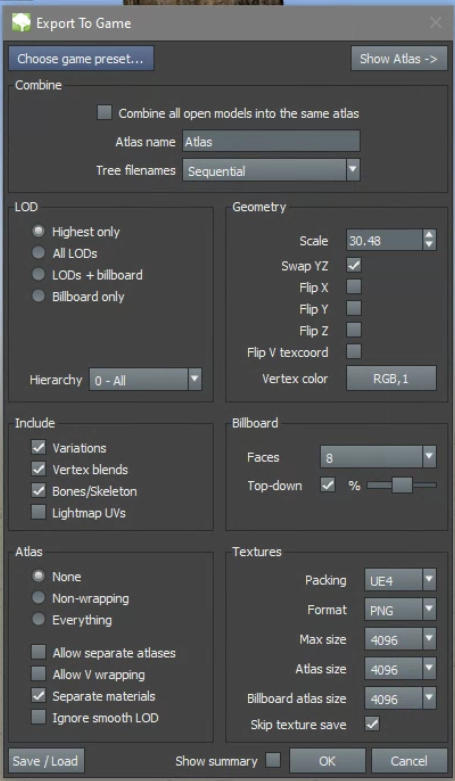 Export To Game
Choose game preset... Show Atlas ->
Combine
Combine all open models into the same atlas
Atlas name Atlas
Tree filenames Sequential
LOD
Highest only
All LODs
LODs + billboard
Billboard only
Hierarchy 0 - All
Geometry
Scale 30.48
Swap YZ
Flip X
Flip Y
Flip Z
Flip V texcoord
Vertex color RGB,1
Include
Variations
Vertex blends
Bones/Skeleton
Lightmap UVs
Billboard
Faces 8
Top-down %
Atlas
None
Non-wrapping
Everything
Allow separate atlases
Allow V wrapping
Separate materials
Ignore smooth LOD
Textures
Packing UE4
Format PNG
Max size 4096
Atlas size 4096
Billboard atlas size 4096
Skip texture save
Save / Load Show summary OK Cancel